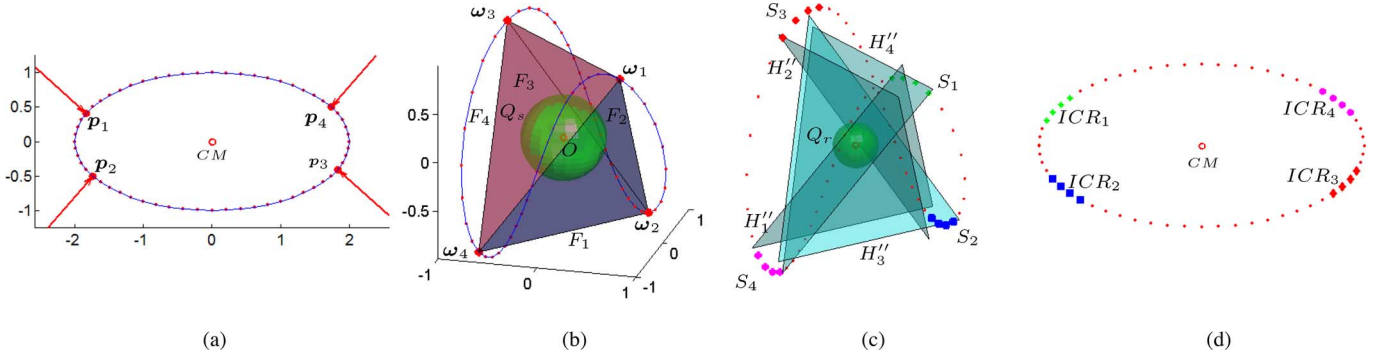 1
0.5
0
-0.5
-1
-2
-1
0
1
2
p1
p2
p3
p4
CM
(a)
ω3
ω1
ω2
ω4
F3
F4
Qs
F2
O
F1
0.5
0
-0.5
-1
0
1
-1
0
1
(b)
S3
H''4
H''2
S1
Qr
H''1
H''3
S2
S4
(c)
ICR1
ICR4
CM
ICR2
ICR3
(d)